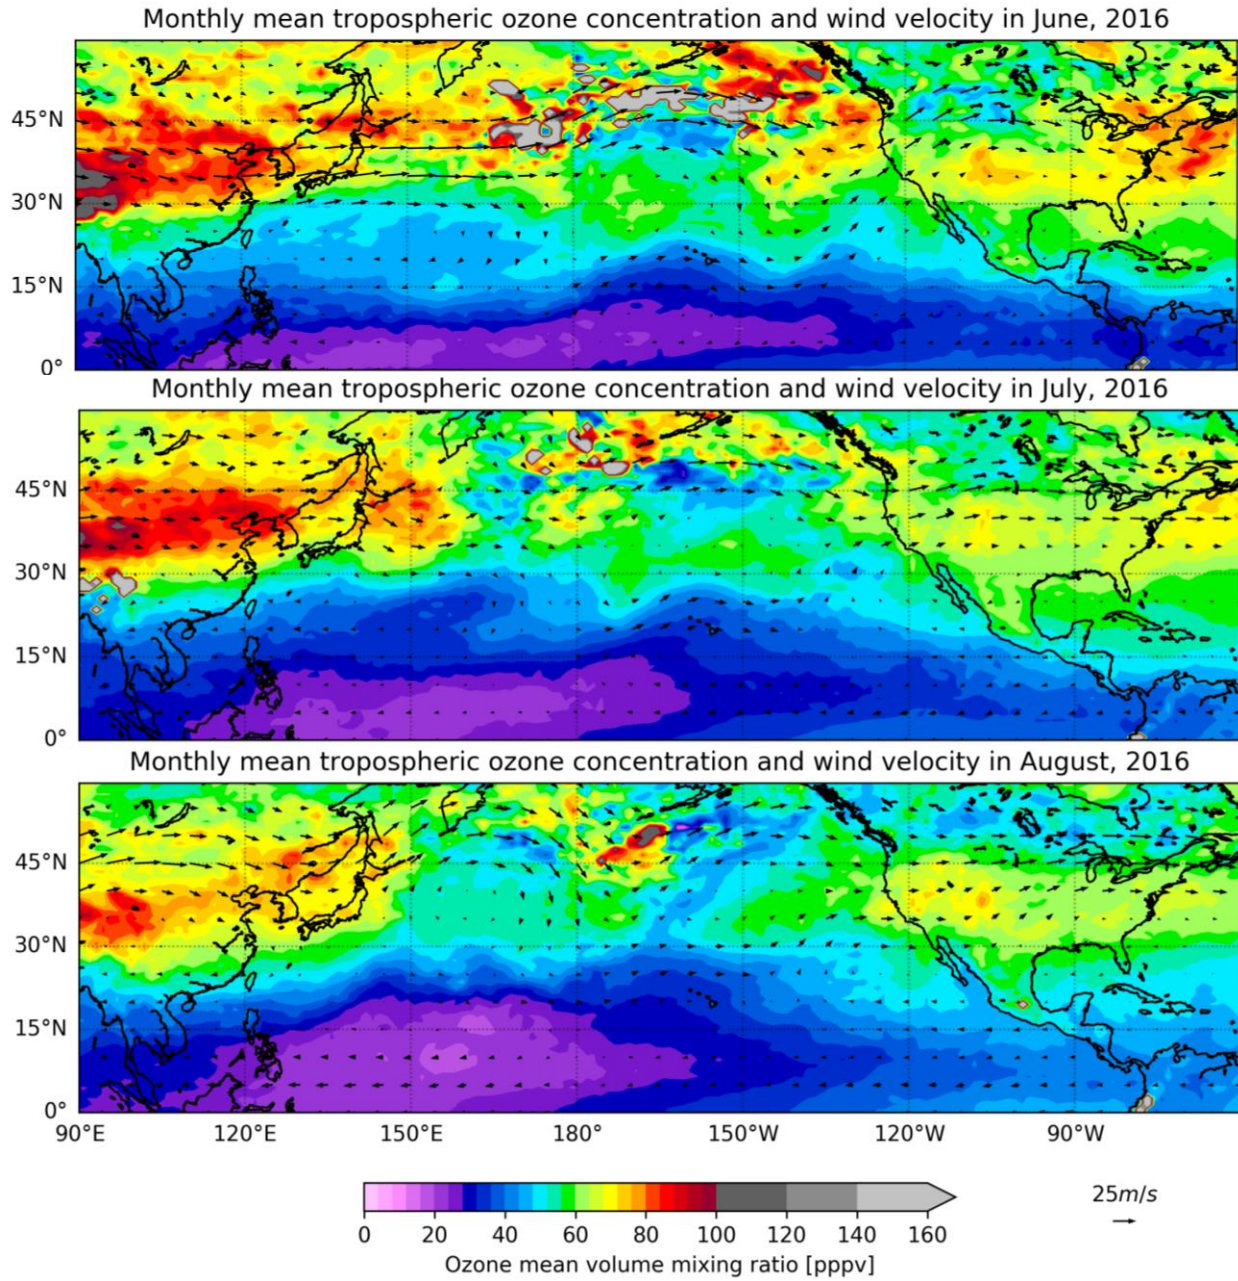 Monthly mean tropospheric ozone concentration and wind velocity in June, 2016
45°N
30°N
15°N
0°
Monthly mean tropospheric ozone concentration and wind velocity in July, 2016
45°N
30°N
15°N
0°
Monthly mean tropospheric ozone concentration and wind velocity in August, 2016
45°N
30°N
15°N
0°
90°E 120°E 150°E 180° 150°W 120°W 90°W
25m/s
0 20 40 60 80 100 120 140 160
Ozone mean volume mixing ratio [pppv]